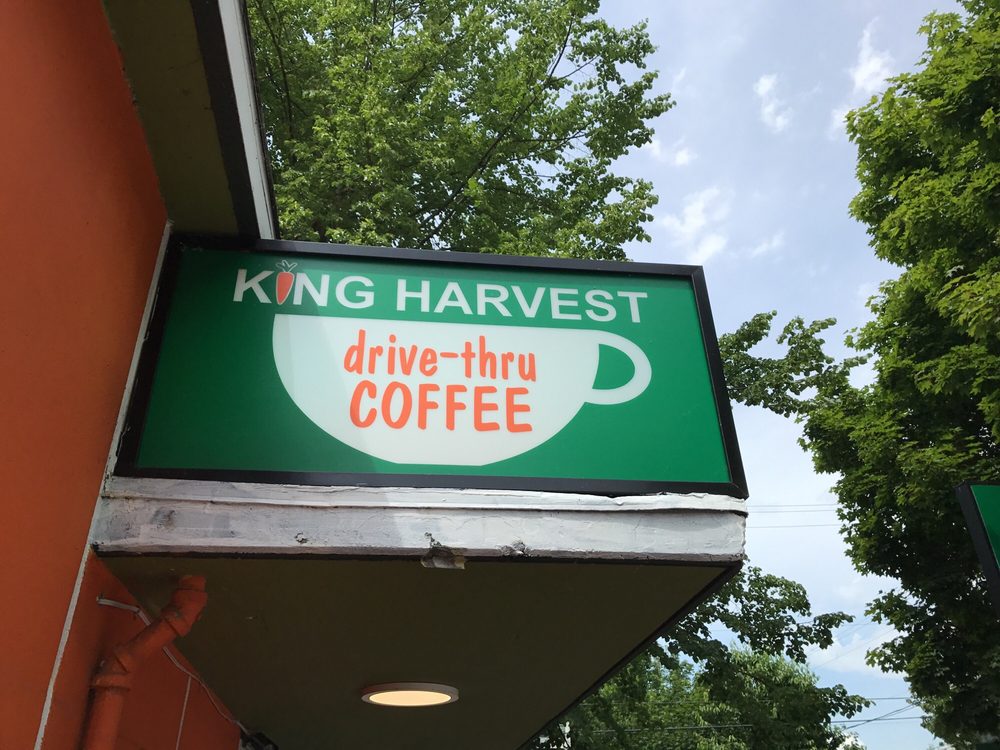 KING HARVEST
drive-thru
COFFEE